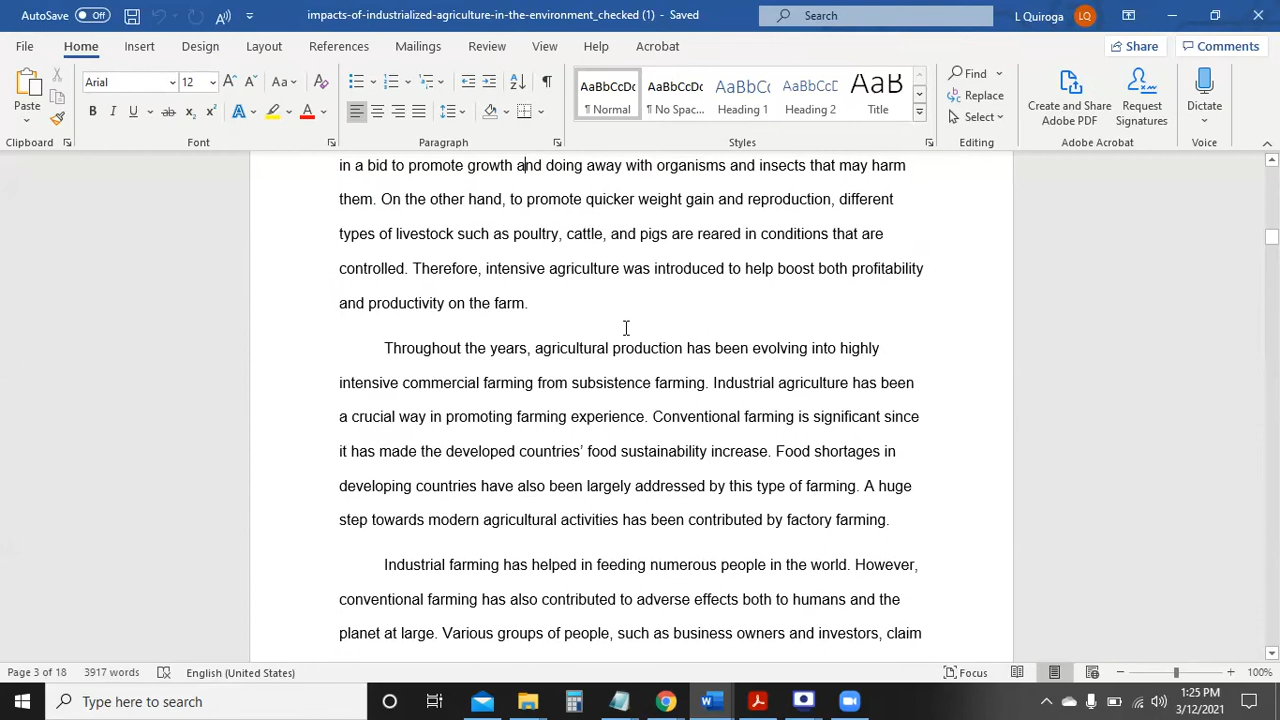 AutoSave Off impacts-of-industrialized-agriculture-in-the-environment_checked (1) - Saved Search L Quiroga LQ
File Home Insert Design Layout References Mailings Review View Help Acrobat Share Comments
Arial 12 Aa AaBbCcDc AaBbCcDc AaBbCc AaBbCcD AaB Find
Paste Replace Create and Share Adobe PDF Request Signatures Dictate
B I U ab x x A A ¶ Normal ¶ No Spac... Heading 1 Heading 2 Title Select
Clipboard Font Paragraph Styles Editing Adobe Acrobat Voice
in a bid to promote growth and doing away with organisms and insects that may harm
them. On the other hand, to promote quicker weight gain and reproduction, different
types of livestock such as poultry, cattle, and pigs are reared in conditions that are
controlled. Therefore, intensive agriculture was introduced to help boost both profitability
and productivity on the farm.
Throughout the years, agricultural production has been evolving into highly
intensive commercial farming from subsistence farming. Industrial agriculture has been
a crucial way in promoting farming experience. Conventional farming is significant since
it has made the developed countries’ food sustainability increase. Food shortages in
developing countries have also been largely addressed by this type of farming. A huge
step towards modern agricultural activities has been contributed by factory farming.
Industrial farming has helped in feeding numerous people in the world. However,
conventional farming has also contributed to adverse effects both to humans and the
planet at large. Various groups of people, such as business owners and investors, claim
Page 3 of 18 3917 words English (United States) Focus 100%
Type here to search 1:25 PM
3/12/2021